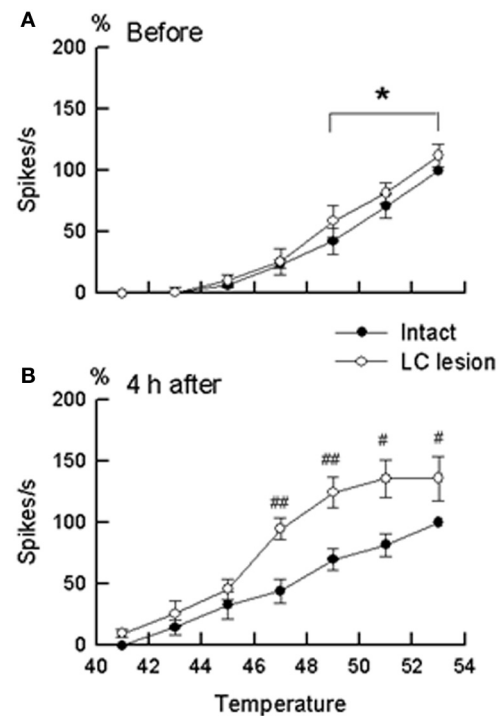 A
% Before
200
150
100
50
0
Spikes/s
*
Intact
LC lesion
B
% 4 h after
200
150
100
50
0
Spikes/s
## ## # #
40 42 44 46 48 50 52 54
Temperature